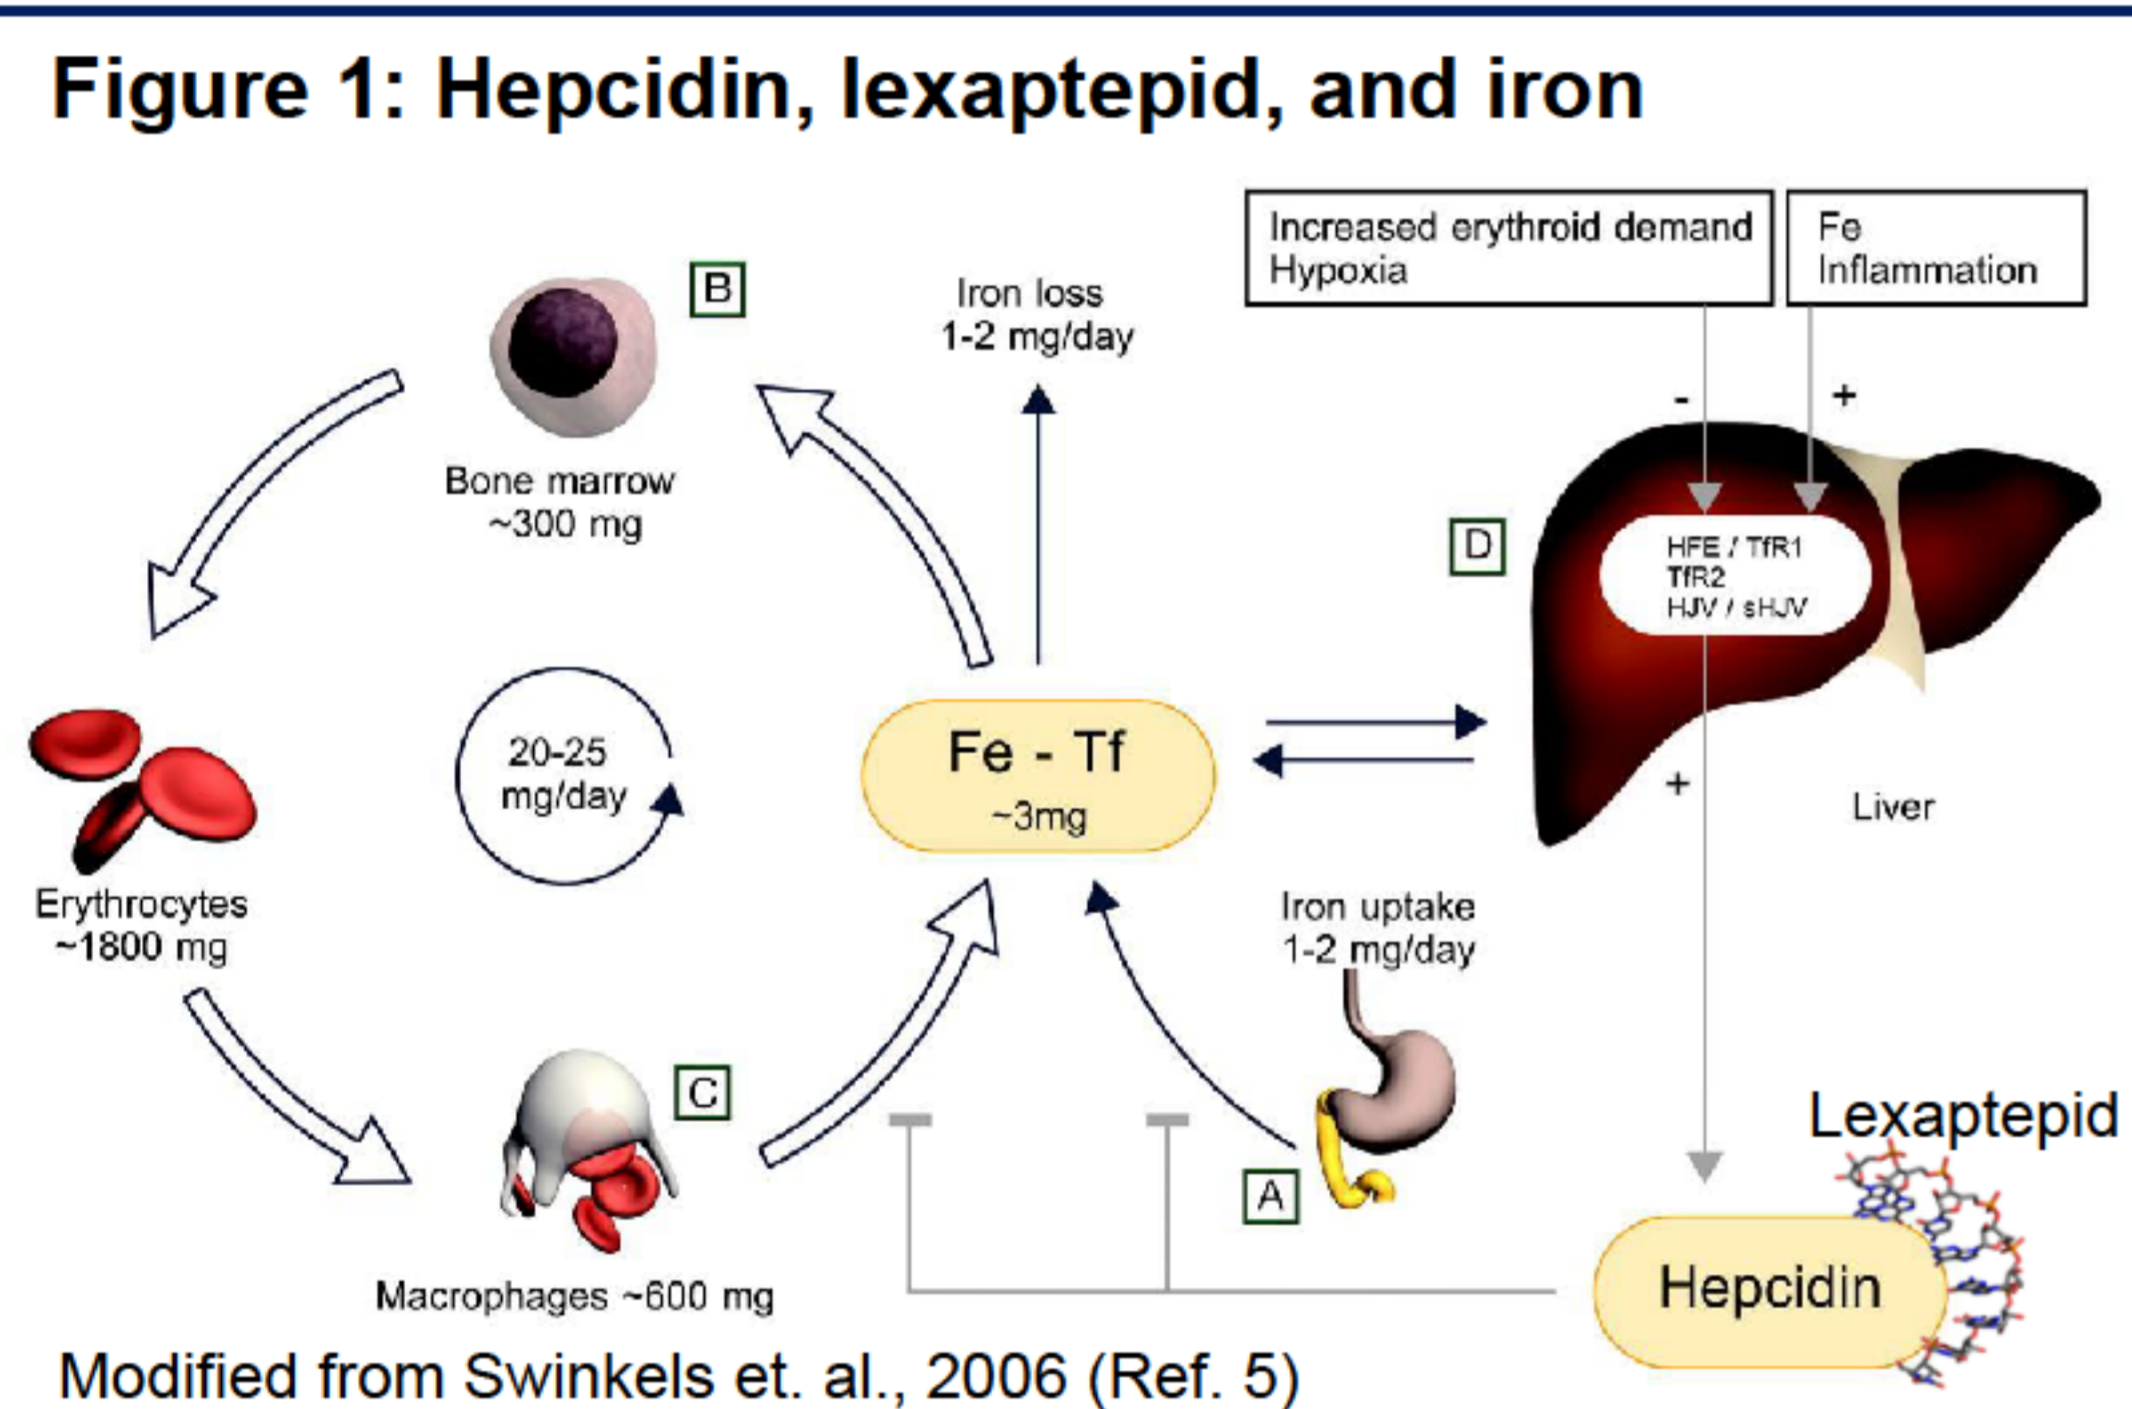 Figure 1: Hepcidin, lexaptepid, and iron
Increased erythroid demand
Hypoxia
Fe
Inflammation
B
Iron loss
1-2 mg/day
-
+
Bone marrow
~300 mg
D
HFE / TfR1
TfR2
HJV / sHJV
20-25
mg/day
Fe - Tf
~3mg
+
Liver
Erythrocytes
~1800 mg
Iron uptake
1-2 mg/day
C
A
Lexaptepid
Macrophages ~600 mg
Hepcidin
Modified from Swinkels et. al., 2006 (Ref. 5)